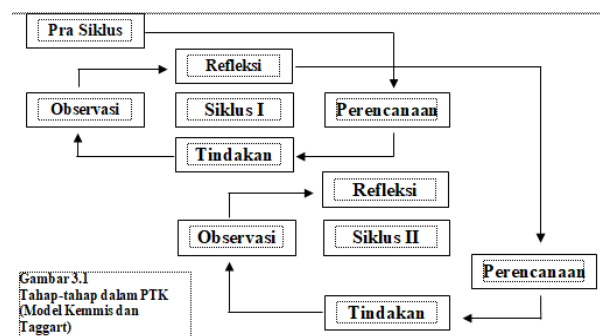 Pra Siklus
Refleksi
Observasi
Siklus I
Perencanaan
Tindakan
Refleksi
Observasi
Siklus II
Perencanaan
Tindakan
Gambar 3.1
Tahap-tahap dalam PTK
(Model Kemmis dan
Taggart)